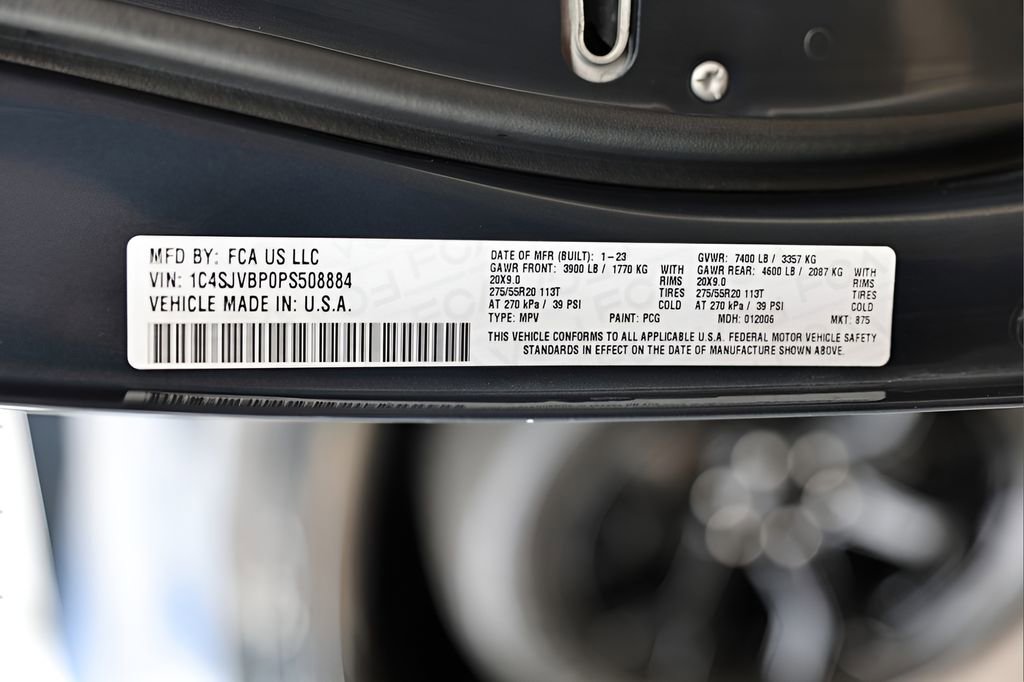 MFD BY: FCA US LLC
VIN: 1C4SJVBP0PS508884
VEHICLE MADE IN: U.S.A.
DATE OF MFR (BUILT): 1-23
GAWR FRONT: 3900 LB / 1770 KG WITH
20X9.0 RIMS
275/55R20 113T TIRES
AT 270 kPa / 39 PSI COLD
TYPE: MPV PAINT: PCG
GVWR: 7400 LB / 3357 KG
GAWR REAR: 4600 LB / 2087 KG WITH
20X9.0 RIMS
275/55R20 113T TIRES
AT 270 kPa / 39 PSI COLD
MDH: 012006 MKT: 875
THIS VEHICLE CONFORMS TO ALL APPLICABLE U.S.A. FEDERAL MOTOR VEHICLE SAFETY
STANDARDS IN EFFECT ON THE DATE OF MANUFACTURE SHOWN ABOVE.